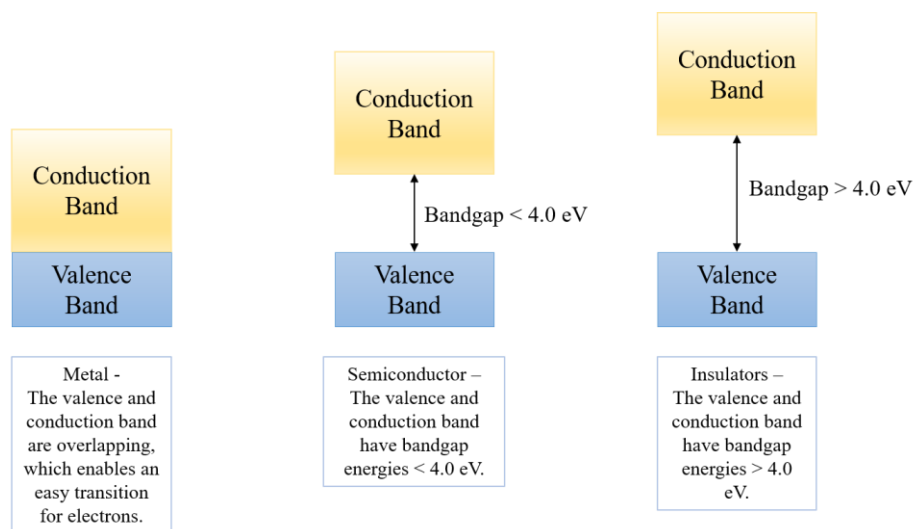 Conduction
Band
Valence
Band
Metal -
The valence and
conduction band
are overlapping,
which enables an
easy transition
for electrons.
Conduction
Band
Bandgap < 4.0 eV
Valence
Band
Semiconductor –
The valence and
conduction band
have bandgap
energies < 4.0 eV.
Conduction
Band
Bandgap > 4.0 eV
Valence
Band
Insulators –
The valence and
conduction band
have bandgap
energies > 4.0
eV.